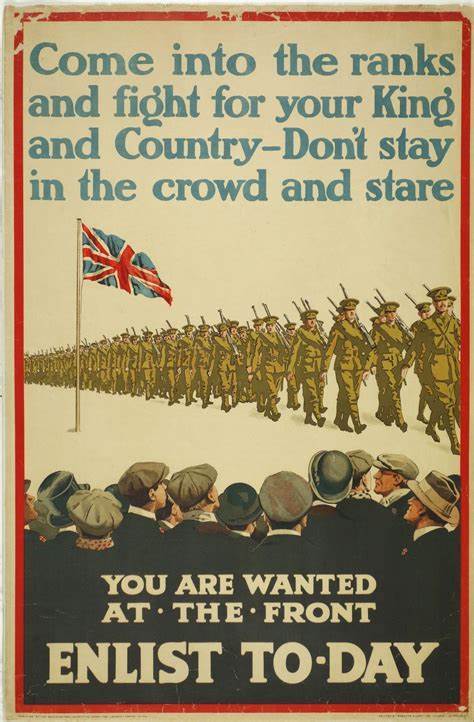 Come into the ranks
and fight for your King
and Country-Don't stay
in the crowd and stare
YOU ARE WANTED
AT · THE · FRONT
ENLIST TO-DAY